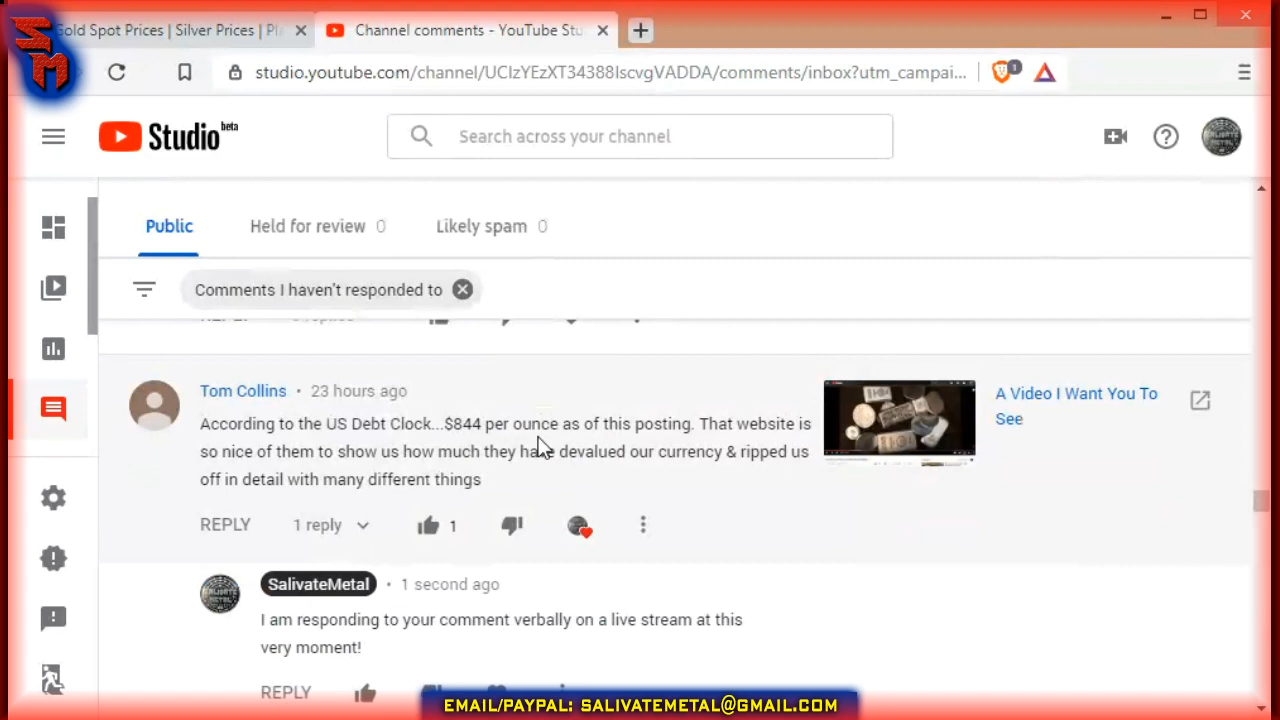 SM
Gold Spot Prices | Silver Prices | Pla
Channel comments - YouTube Stu
studio.youtube.com/channel/UCIzYEzXT34388IscvgVADDA/comments/inbox?utm_campai...
1
Studio beta
Search across your channel
Public
Held for review 0
Likely spam 0
Comments I haven't responded to
Tom Collins • 23 hours ago
According to the US Debt Clock...$844 per ounce as of this posting. That website is
so nice of them to show us how much they have devalued our currency & ripped us
off in detail with many different things
A Video I Want You To
See
REPLY 1 reply 1
SalivateMetal • 1 second ago
I am responding to your comment verbally on a live stream at this
very moment!
REPLY
EMAIL/PAYPAL: SALIVATEMETAL@GMAIL.COM